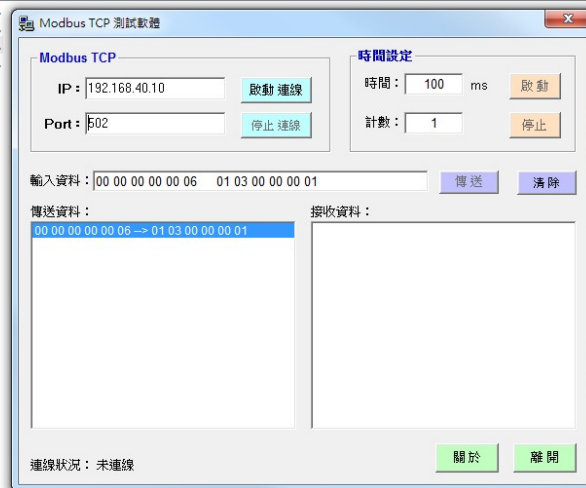 Modbus TCP 測試軟體
Modbus TCP
IP： 192.168.40.10 啟動 連線
Port： 502 停止 連線
時間設定
時間： 100 ms 啟 動
計數： 1 停止
輸入資料： 00 00 00 00 00 06 01 03 00 00 00 01 傳 送 清 除
傳送資料： 接收資料：
00 00 00 00 00 06 --> 01 03 00 00 00 01
連線狀況： 未連線 關 於 離 開